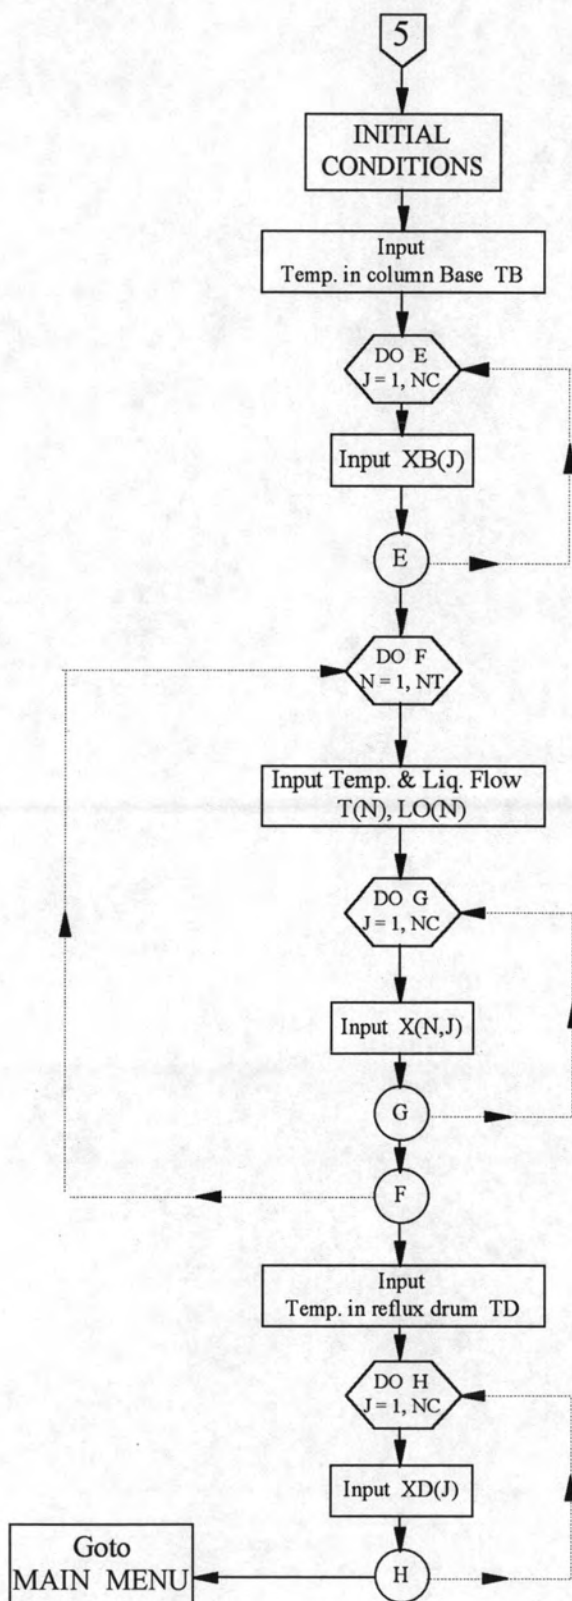 5
INITIAL
CONDITIONS
Input
Temp. in column Base TB
DO E
J = 1, NC
Input XB(J)
E
DO F
N = 1, NT
Input Temp. & Liq. Flow
T(N), LO(N)
DO G
J = 1, NC
Input X(N,J)
G
F
Input
Temp. in reflux drum TD
DO H
J = 1, NC
Input XD(J)
Goto
MAIN MENU
H